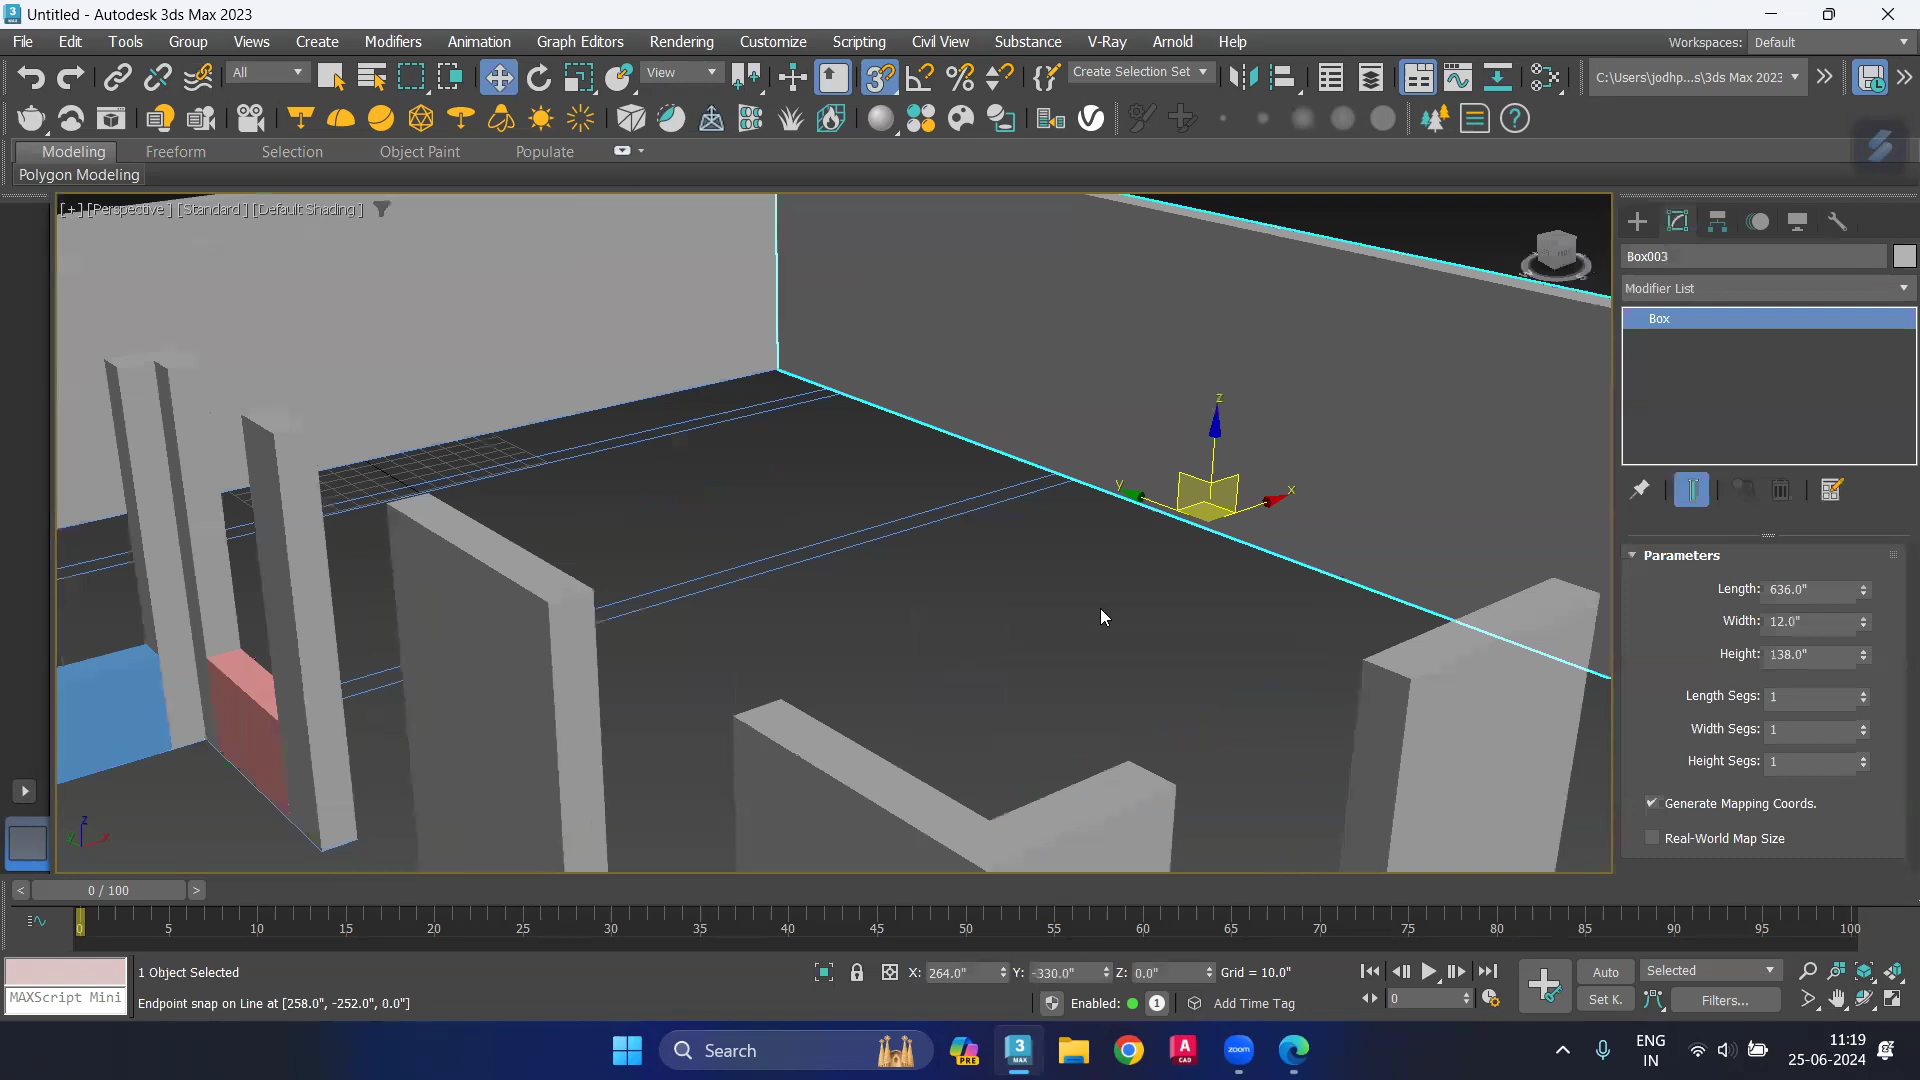 Untitled - Autodesk 3ds Max 2023
File Edit Tools Group Views Create Modifiers Animation Graph Editors Rendering Customize Scripting Civil View Substance V-Ray Arnold Help Workspaces: Default
All View Create Selection Set C:\Users\jodhp...s\3ds Max 2023
Modeling Freeform Selection Object Paint Populate
Polygon Modeling
[+] [Perspective] [Standard] [Default Shading]
Box003
Modifier List
Box
z
y x
Parameters
Length: 636.0"
Width: 12.0"
Height: 138.0"
Length Segs: 1
Width Segs: 1
Height Segs: 1
Generate Mapping Coords.
Real-World Map Size
z
y x
< 0 / 100 >
0 5 10 15 20 25 30 35 40 45 50 55 60 65 70 75 80 85 90 95 100
1 Object Selected X: 264.0" Y: -330.0" Z: 0.0" Grid = 10.0" Auto Selected
MAXScript Mini Endpoint snap on Line at [258.0", -252.0", 0.0"] Enabled: 1 Add Time Tag 0 Set K. Filters...
Search PRE 3 MAX A CAD zoom ENG IN 11:19
25-06-2024